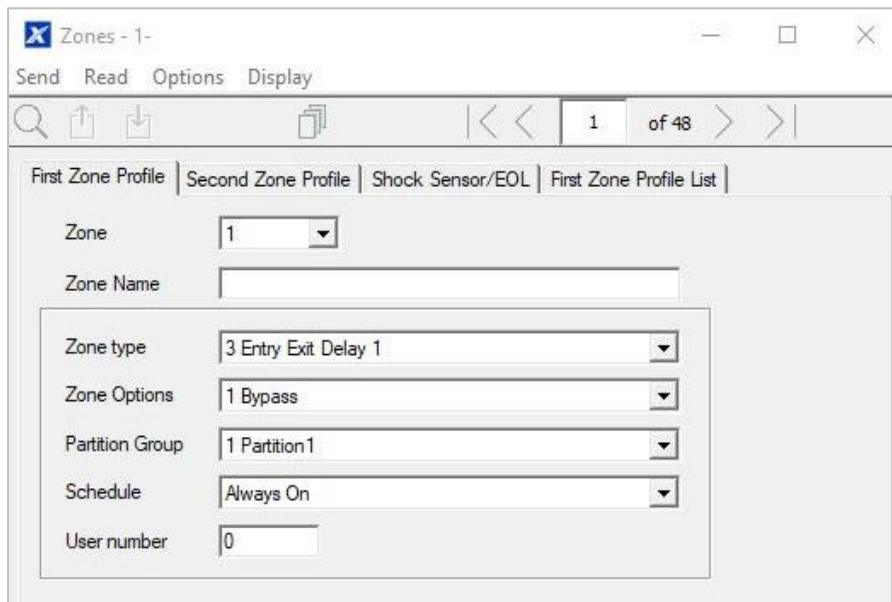 Zones - 1-
Send Read Options Display
1 of 48
First Zone Profile Second Zone Profile Shock Sensor/EOL First Zone Profile List
Zone 1
Zone Name
Zone type 3 Entry Exit Delay 1
Zone Options 1 Bypass
Partition Group 1 Partition1
Schedule Always On
User number 0